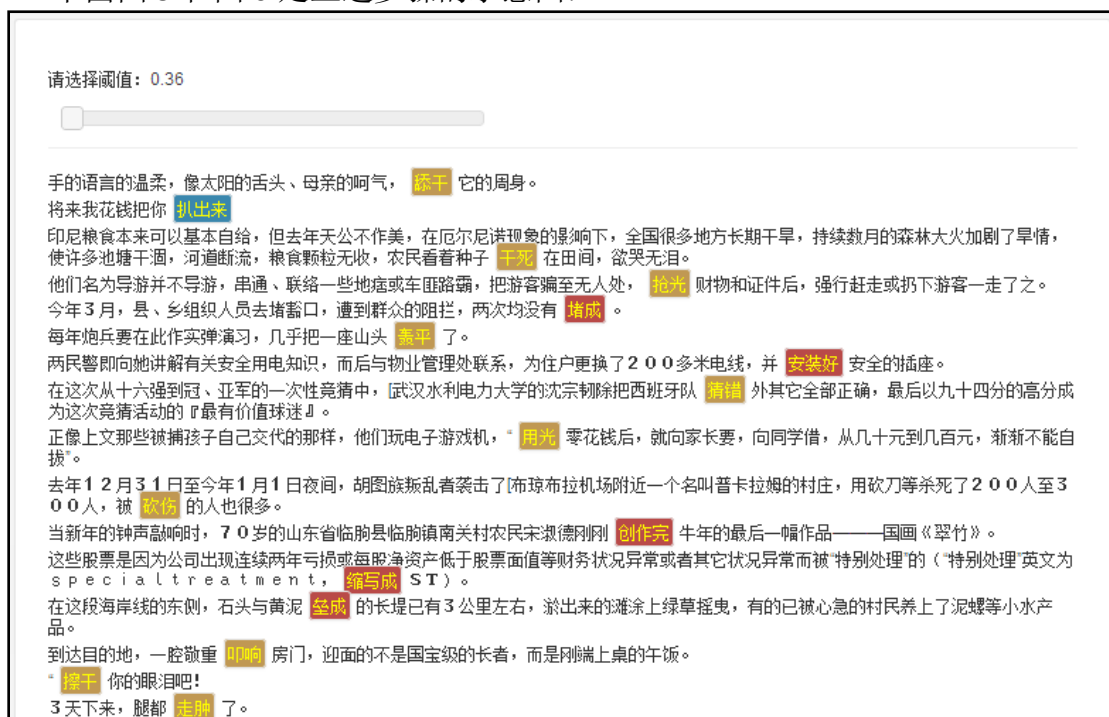 请选择阈值：0.36
手的语言的温柔，像太阳的舌头、母亲的呵气， 舔干 它的周身。
将来我花钱把你 扒出来
印尼粮食本来可以基本自给，但去年天公不作美，在厄尔尼诺现象的影响下，全国很多地方长期干旱，持续数月的森林大火加剧了旱情，
使许多池塘干涸，河道断流，粮食颗粒无收，农民看着种子 干死 在田间，欲哭无泪。
他们名为导游并不导游，串通、联络一些地痞或车匪路霸，把游客骗至无人处， 抢光 财物和证件后，强行赶走或扔下游客一走了之。
今年3月，县、乡组织人员去堵豁口，遭到群众的阻拦，两次均没有 堵成 。
每年炮兵要在此作实弹演习，几乎把一座山头 轰平 了。
两民警即向她讲解有关安全用电知识，而后与物业管理处联系，为住户更换了２００多米电线，并 安装好 安全的插座。
在这次从十六强到冠、亚军的一次性竞猜中，[武汉水利电力大学的沈宗韧除把西班牙队 猜错 外其它全部正确，最后以九十四分的高分成
为这次竞猜活动的『最有价值球迷』。
正像上文那些被捕孩子自己交代的那样，他们玩电子游戏机，“ 用光 零花钱后，就向家长要，向同学借，从几十元到几百元，渐渐不能自
拔”。
去年１２月３１日至今年１月１日夜间，胡图族叛乱者袭击了[布琼布拉机场附近一个名叫普卡拉姆的村庄，用砍刀等杀死了２００人至３
００人，被 砍伤 的人也很多。
当新年的钟声敲响时，７０岁的山东省临朐县临朐镇南关村农民宋淑德刚刚 创作完 牛年的最后一幅作品———国画《翠竹》。
这些股票是因为公司出现连续两年亏损或每股净资产低于股票面值等财务状况异常或者其它状况异常而被“特别处理”的（“特别处理”英文为
ｓｐｅｃｉａｌｔｒｅａｔｍｅｎｔ， 缩写成 ＳＴ）。
在这段海岸线的东侧，石头与黄泥 垒成 的长堤已有３公里左右，淤出来的滩涂上绿草摇曳，有的已被心急的村民养上了泥螺等小水产
品。
到达目的地，一腔敬重 叩响 房门，迎面的不是国宝级的长者，而是刚端上桌的午饭。
“ 擦干 你的眼泪吧！
３天下来，腿都 走肿 了。